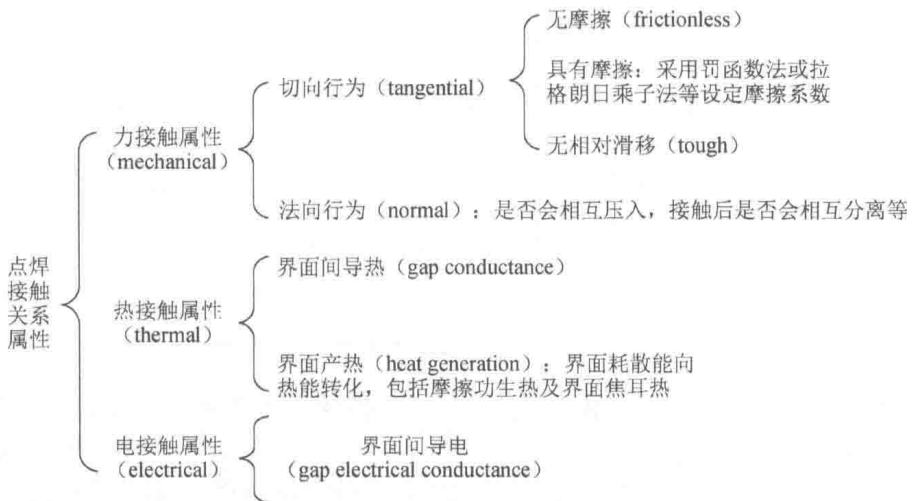 无摩擦（frictionless）
切向行为（tangential）
具有摩擦：采用罚函数法或拉
格朗日乘子法等设定摩擦系数
力接触属性
（mechanical）
无相对滑移（tough）
法向行为（normal）：是否会相互压入，接触后是否会相互分离等
点焊
接触
关系
属性
界面间导热（gap conductance）
热接触属性
（thermal）
界面产热（heat generation）：界面耗散能向
热能转化，包括摩擦功生热及界面焦耳热
电接触属性
（electrical）
界面问导电
（gap electrical conductance）